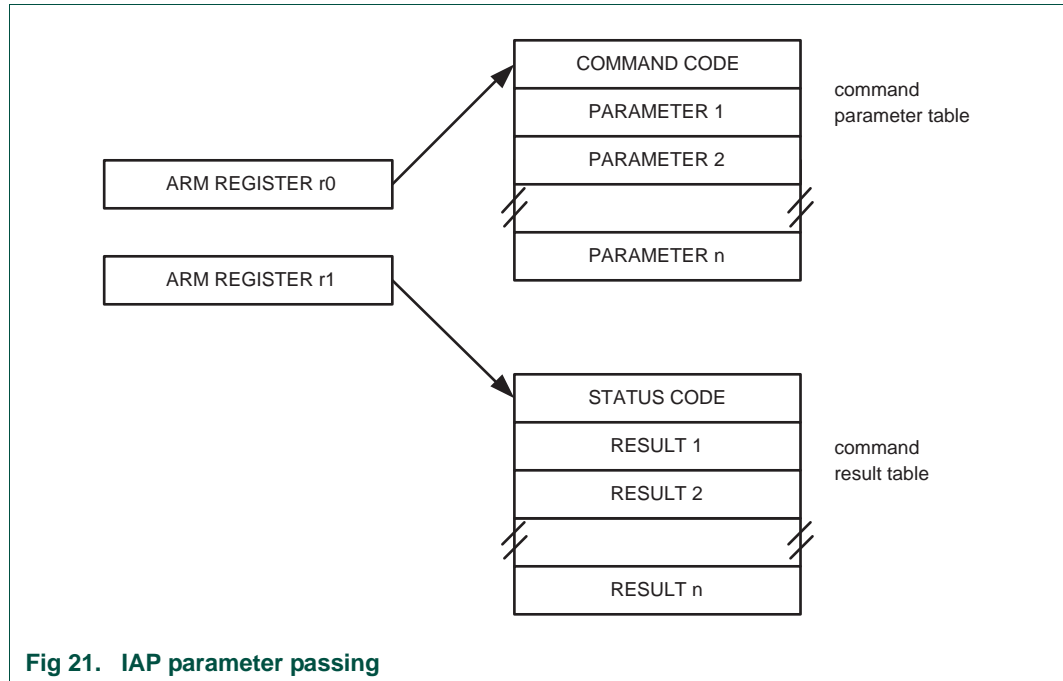 COMMAND CODE
PARAMETER 1
PARAMETER 2
PARAMETER n
command
parameter table
ARM REGISTER r0
ARM REGISTER r1
STATUS CODE
RESULT 1
RESULT 2
RESULT n
command
result table
Fig 21. IAP parameter passing